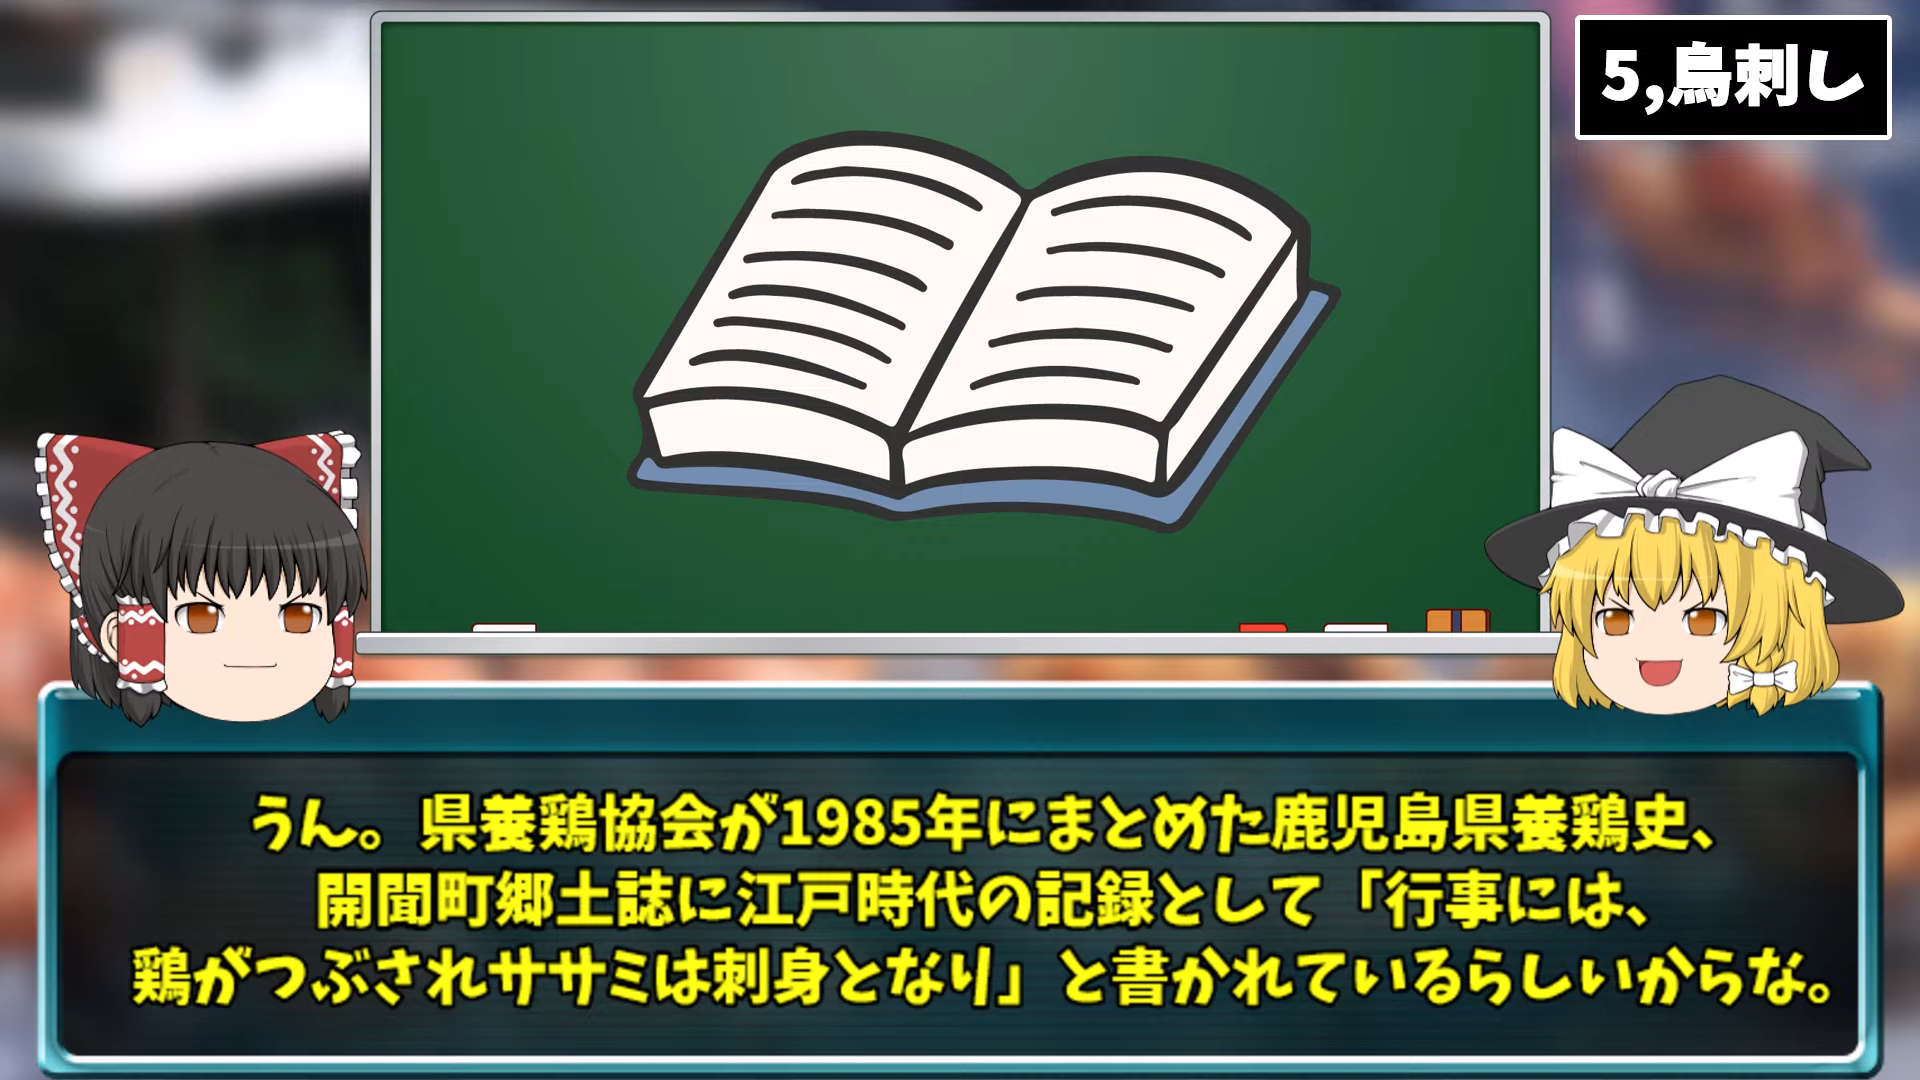 5,鳥刺し
うん。県養鶏協会が1985年にまとめた鹿児島県養鶏史、
開聞町郷土誌に江戸時代の記録として「行事には、
鶏がつぶされササミは刺身となり」と書かれているらしいからな。